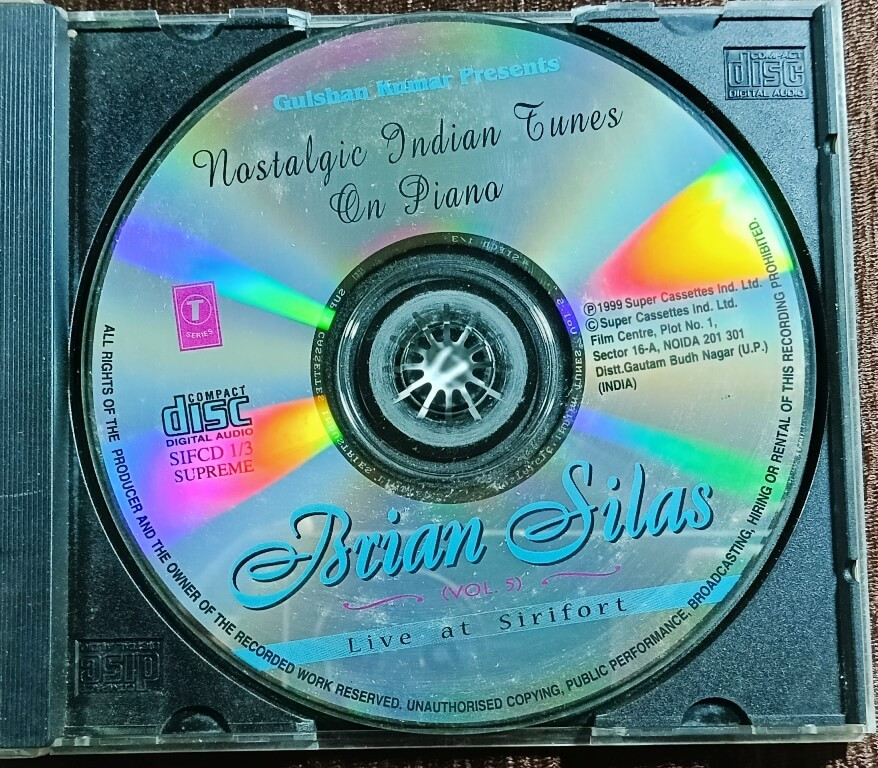 COMPACT
disc
DIGITAL AUDIO
Gulshan Kumar Presents
Nostalgic Indian Tunes
On Piano
T
SERIES
COMPACT
disc
DIGITAL AUDIO
SIFCD 1/3
SUPREME
℗ 1999 Super Cassettes Ind. Ltd.
© Super Cassettes Ind. Ltd.
Film Centre, Plot No. 1,
Sector 16-A, NOIDA 201 301
Distt.Gautam Budh Nagar (U.P.)
(INDIA)
Brian Silas
(VOL. 5)
Live at Sirifort
ALL RIGHTS OF THE PRODUCER AND THE OWNER OF THE RECORDED WORK RESERVED. UNAUTHORISED COPYING, PUBLIC PERFORMANCE, BROADCASTING, HIRING OR RENTAL OF THIS RECORDING PROHIBITED.
disc